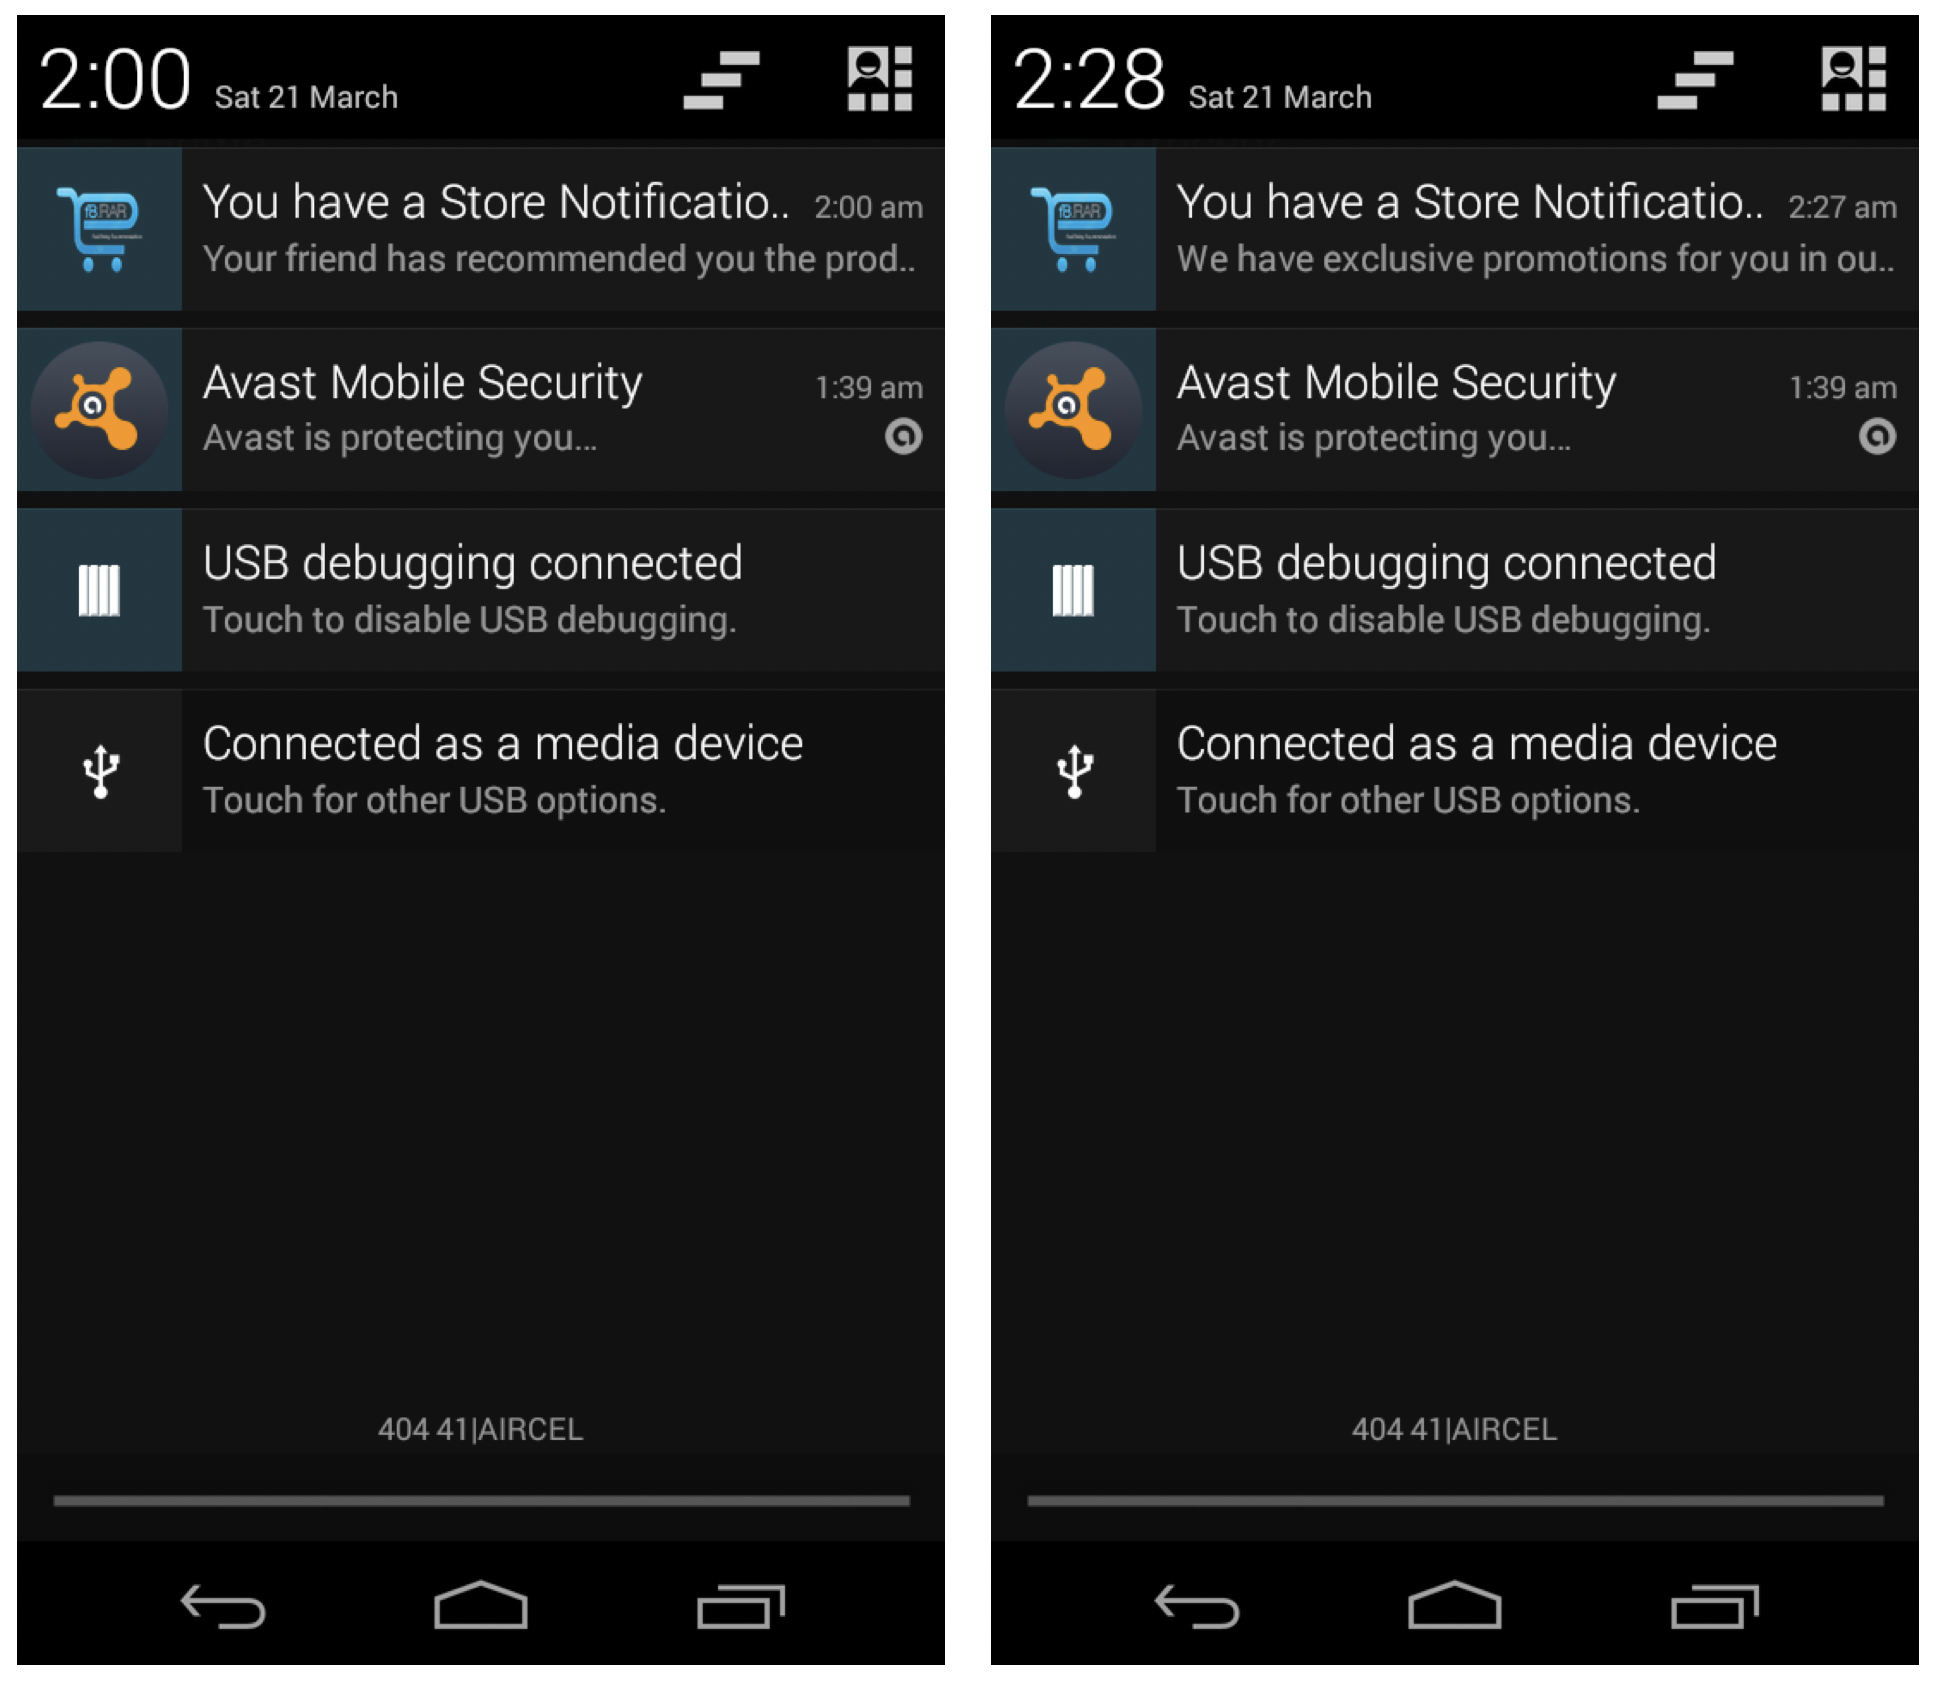 2:00 Sat 21 March
f8.RAR
You have a Store Notificatio.. 2:00 am
Your friend has recommended you the prod..
Avast Mobile Security 1:39 am
Avast is protecting you...
USB debugging connected
Touch to disable USB debugging.
Connected as a media device
Touch for other USB options.
404 41|AIRCEL
2:28 Sat 21 March
f8.RAR
You have a Store Notificatio.. 2:27 am
We have exclusive promotions for you in ou..
Avast Mobile Security 1:39 am
Avast is protecting you...
USB debugging connected
Touch to disable USB debugging.
Connected as a media device
Touch for other USB options.
404 41|AIRCEL